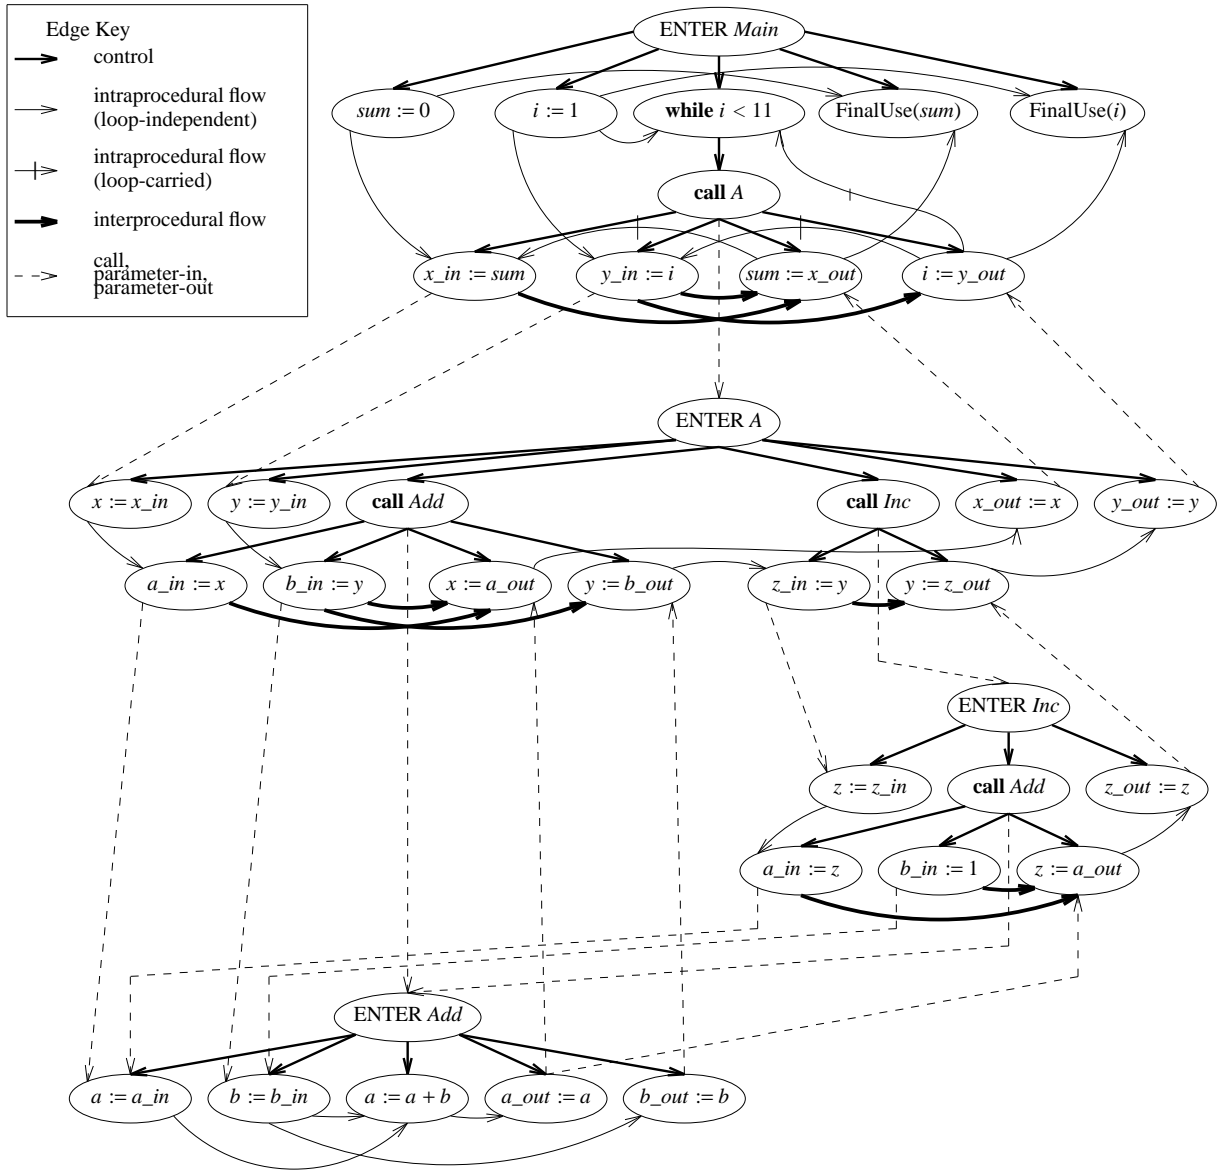 Edge Key
control
intraprocedural flow
(loop-independent)
intraprocedural flow
(loop-carried)
interprocedural flow
call,
parameter-in,
parameter-out
ENTER Main
sum := 0
i := 1
while i < 11
FinalUse(sum)
FinalUse(i)
call A
x_in := sum
y_in := i
sum := x_out
i := y_out
ENTER A
x := x_in
y := y_in
call Add
call Inc
x_out := x
y_out := y
a_in := x
b_in := y
x := a_out
y := b_out
z_in := y
y := z_out
ENTER Inc
z := z_in
call Add
z_out := z
a_in := z
b_in := 1
z := a_out
ENTER Add
a := a_in
b := b_in
a := a + b
a_out := a
b_out := b